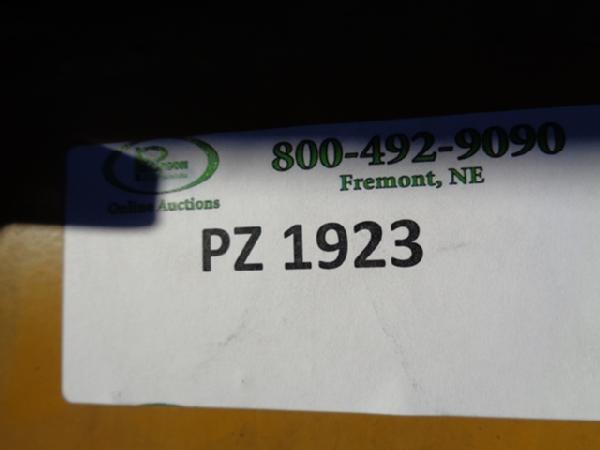 800-492-9090
Fremont, NE
Online Auctions
PZ 1923